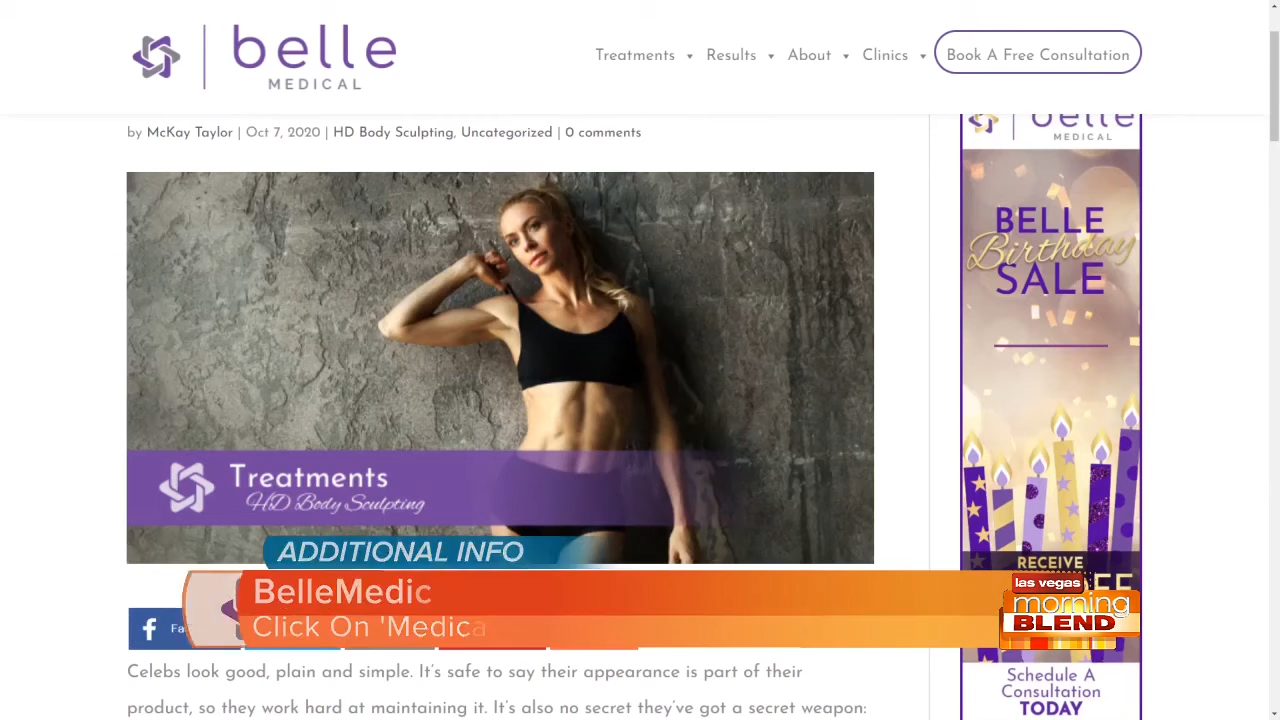 belle
MEDICAL
Treatments Results About Clinics Book A Free Consultation
by McKay Taylor | Oct 7, 2020 | HD Body Sculpting, Uncategorized | 0 comments
belle
MEDICAL
BELLE
Birthday
SALE
Treatments
HD Body Sculpting
ADDITIONAL INFO
RECEIVE
BelleMedic
Click On 'Medica
las vegas
morning
BLEND
Celebs look good, plain and simple. It's safe to say their appearance is part of their
product, so they work hard at maintaining it. It's also no secret they've got a secret weapon:
Schedule A
Consultation
TODAY